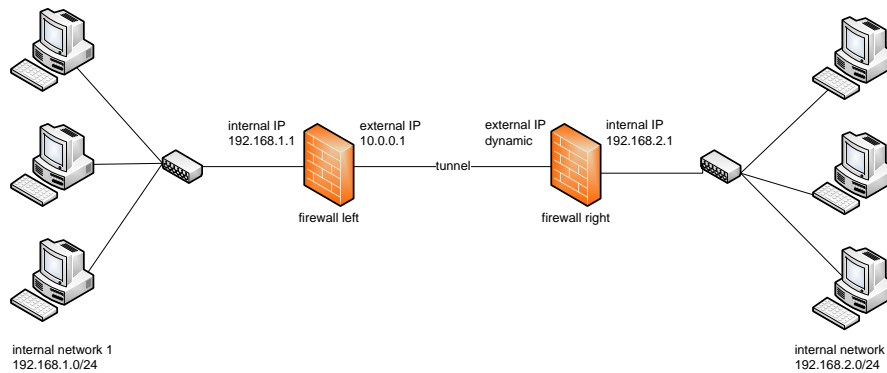 internal IP
192.168.1.1
external IP
10.0.0.1
external IP
dynamic
internal IP
192.168.2.1
tunnel
firewall left
firewall right
internal network 1
192.168.1.0/24
internal network
192.168.2.0/24